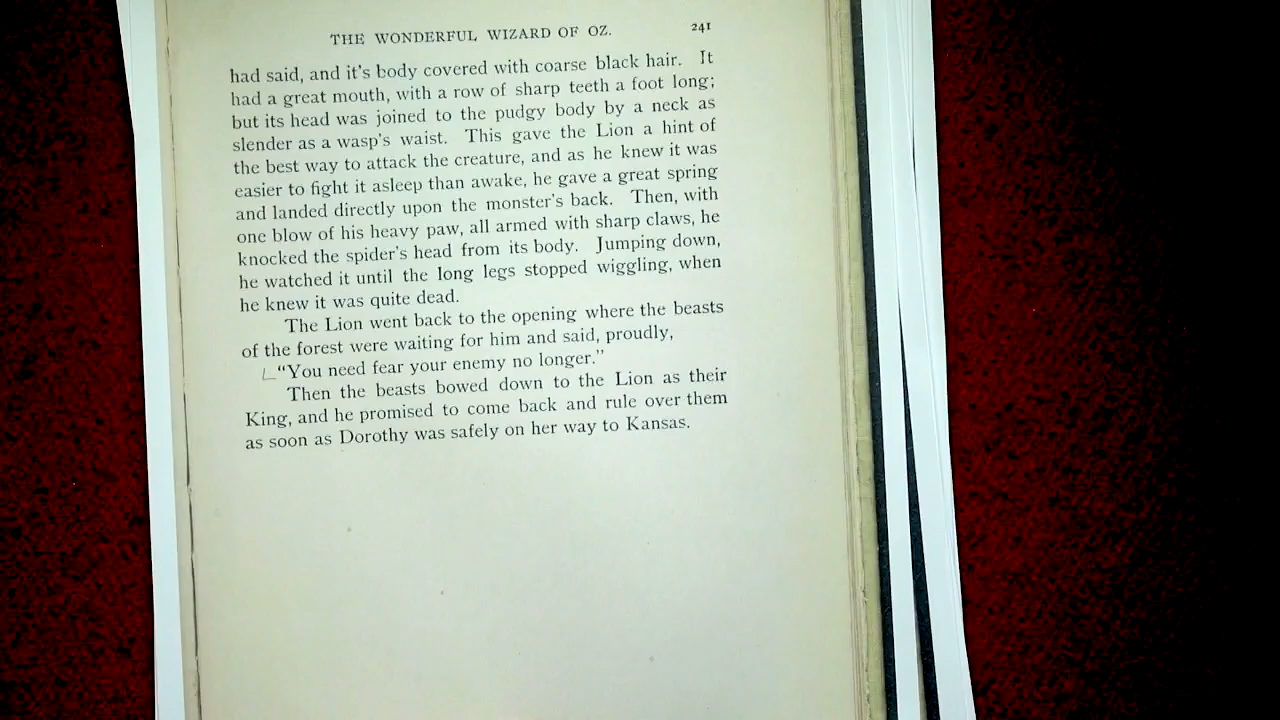 THE WONDERFUL WIZARD OF OZ. 241
had said, and it's body covered with coarse black hair. It
had a great mouth, with a row of sharp teeth a foot long;
but its head was joined to the pudgy body by a neck as
slender as a wasp's waist. This gave the Lion a hint of
the best way to attack the creature, and as he knew it was
easier to fight it asleep than awake, he gave a great spring
and landed directly upon the monster's back. Then, with
one blow of his heavy paw, all armed with sharp claws, he
knocked the spider's head from its body. Jumping down,
he watched it until the long legs stopped wiggling, when
he knew it was quite dead.
The Lion went back to the opening where the beasts
of the forest were waiting for him and said, proudly,
"You need fear your enemy no longer."
Then the beasts bowed down to the Lion as their
King, and he promised to come back and rule over them
as soon as Dorothy was safely on her way to Kansas.